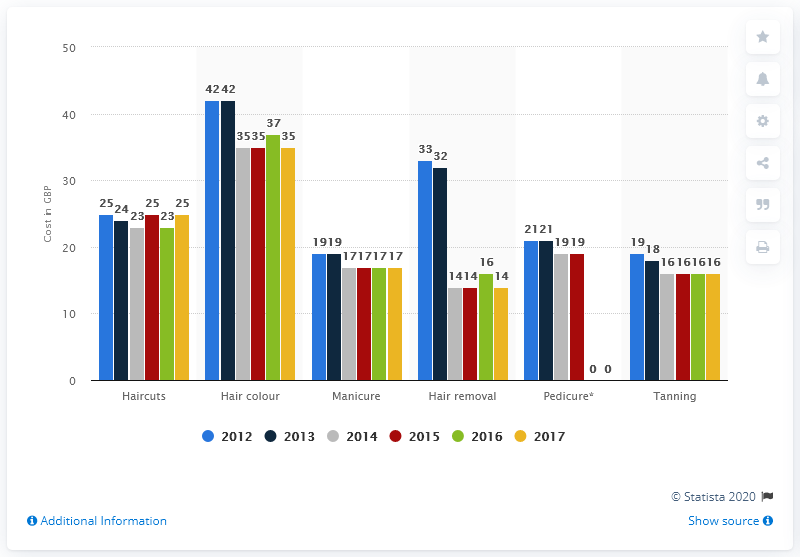 50
40
30
20
10
0
Cost in GBP
25 24 23 25 23 25
42 42 35 35 37 35
19 19 17 17 17 17
33 32 14 14 16 14
21 21 19 19 0 0
19 18 16 16 16 16
Haircuts Hair colour Manicure Hair removal Pedicure* Tanning
2012 2013 2014 2015 2016 2017
© Statista 2020
Additional Information Show source